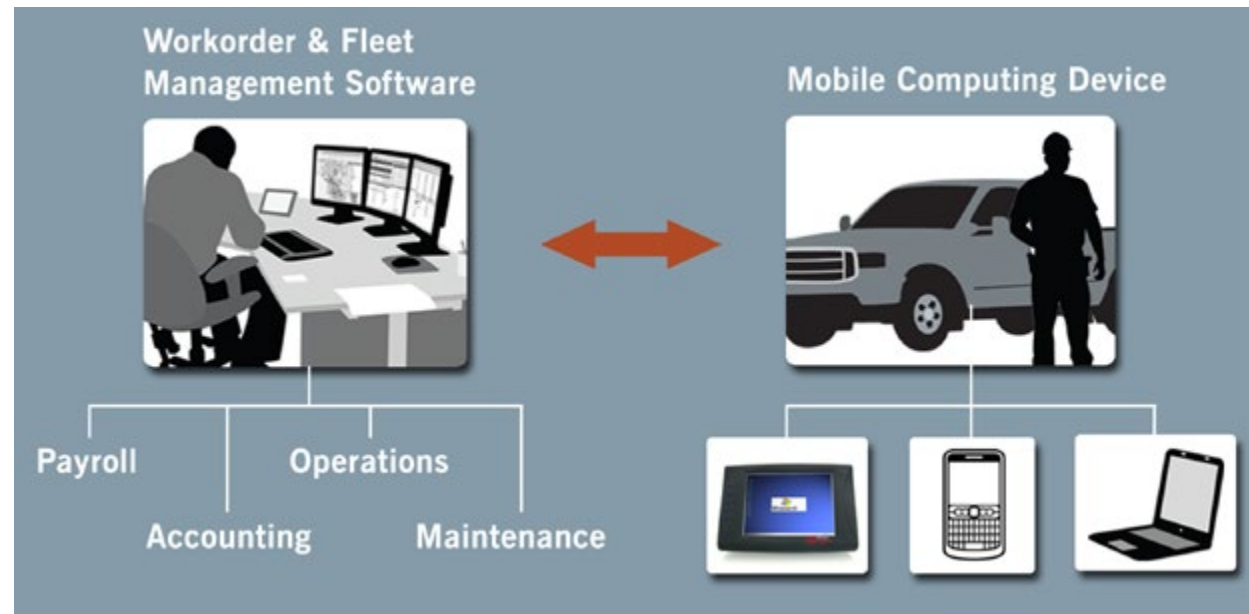 Workorder & Fleet
Management Software
Mobile Computing Device
Payroll
Operations
Accounting
Maintenance